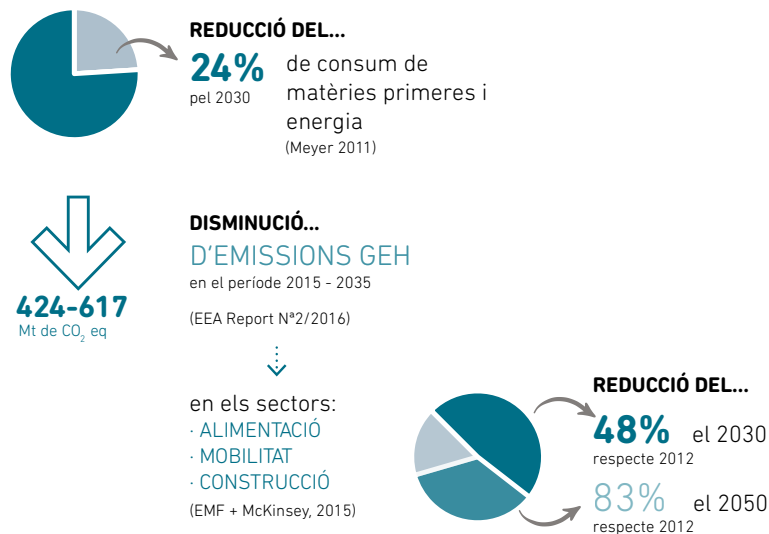 REDUCCIÓ DEL...
24%
pel 2030
de consum de
matèries primeres i
energia
(Meyer 2011)
424-617
Mt de CO₂ eq
DISMINUCIÓ...
D'EMISSIONS GEH
en el període 2015 - 2035
(EEA Report Nª2/2016)
en els sectors:
· ALIMENTACIÓ
· MOBILITAT
· CONSTRUCCIÓ
(EMF + McKinsey, 2015)
REDUCCIÓ DEL...
48% el 2030
respecte 2012
83% el 2050
respecte 2012